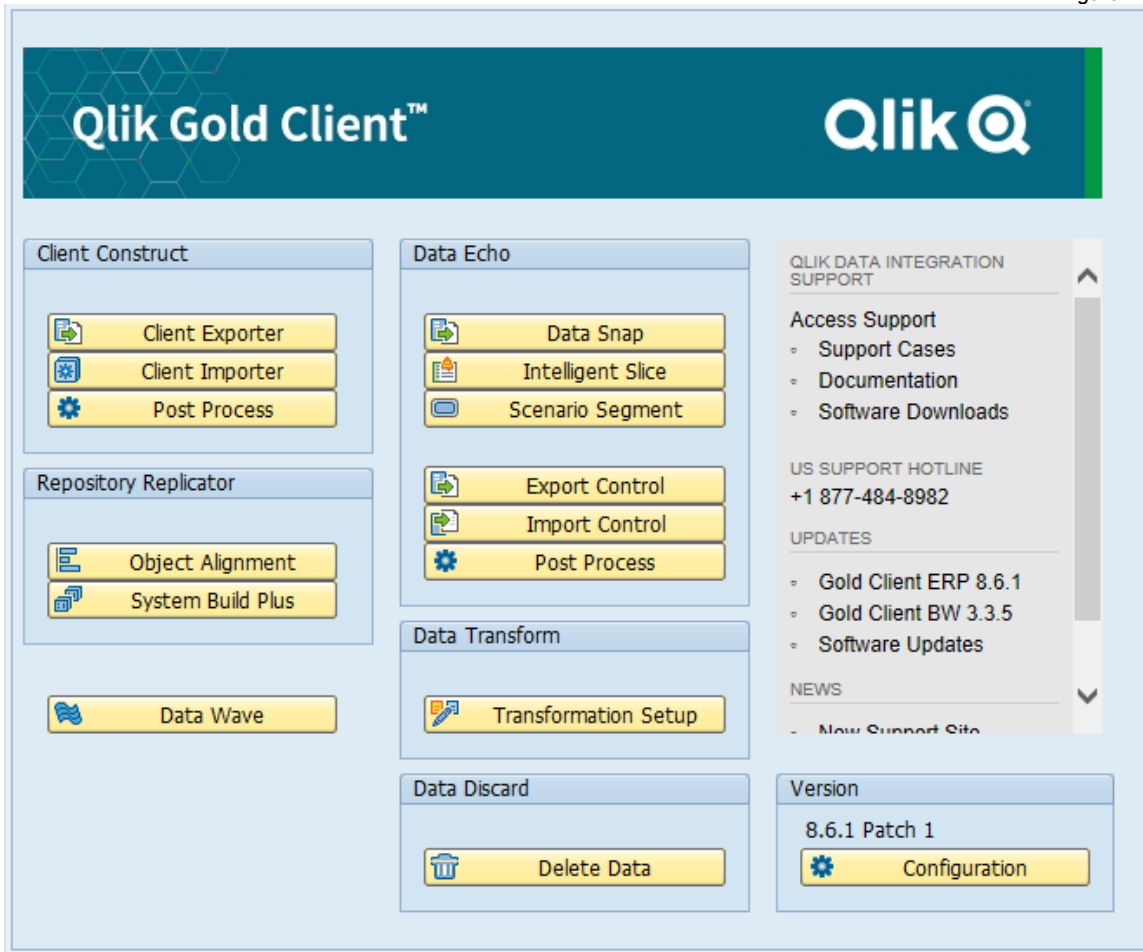 Qlik Gold Client™
Qlik
Client Construct
Client Exporter
Client Importer
Post Process
Repository Replicator
Object Alignment
System Build Plus
Data Wave
Data Echo
Data Snap
Intelligent Slice
Scenario Segment
Export Control
Import Control
Post Process
Data Transform
Transformation Setup
Data Discard
Delete Data
QLIK DATA INTEGRATION
SUPPORT
Access Support
Support Cases
Documentation
Software Downloads
US SUPPORT HOTLINE
+1 877-484-8982
UPDATES
Gold Client ERP 8.6.1
Gold Client BW 3.3.5
Software Updates
NEWS
New Support Site
Version
8.6.1 Patch 1
Configuration